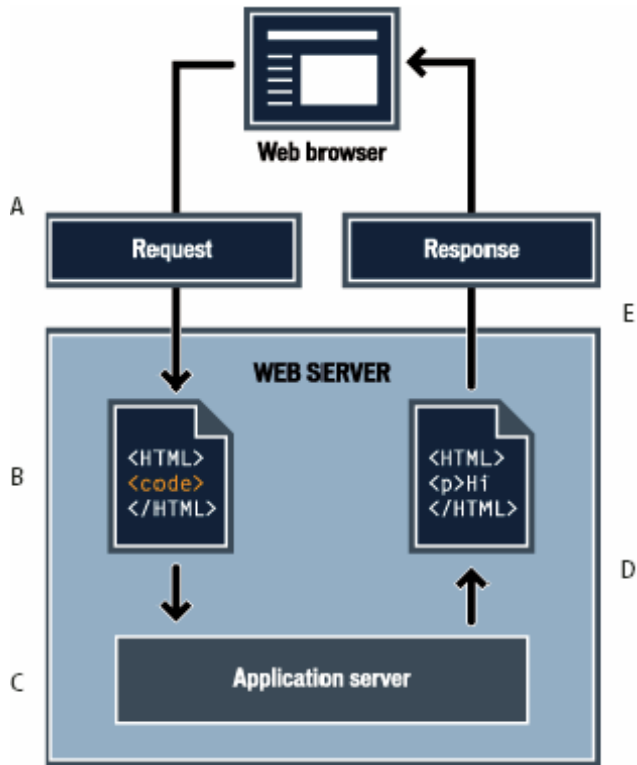 Web browser
A
Request
Response
E
WEB SERVER
B
<HTML>
<code>
</HTML>
<HTML>
<p>Hi
</HTML>
D
C
Application server